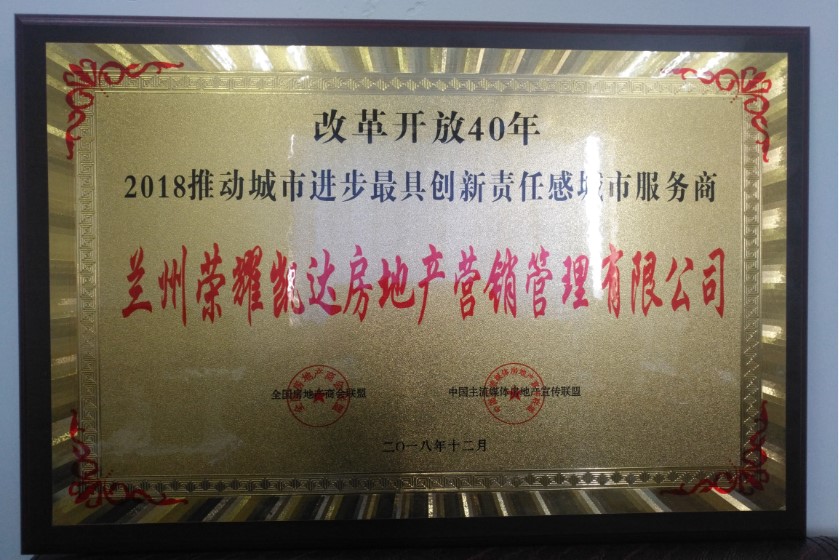 改革开放40年
2018推动城市进步最具创新责任感城市服务商
兰州荣耀凯达房地产营销管理有限公司
全国房地产商会联盟 中国主流媒体房地产宣传联盟
二〇一八年十二月